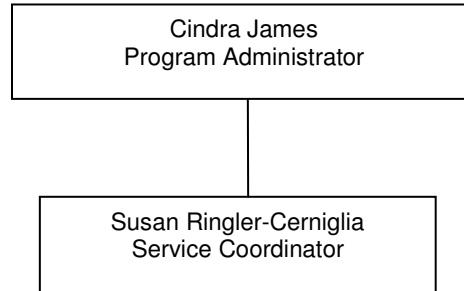 Cindra James
Program Administrator
Susan Ringler-Cerniglia
Service Coordinator